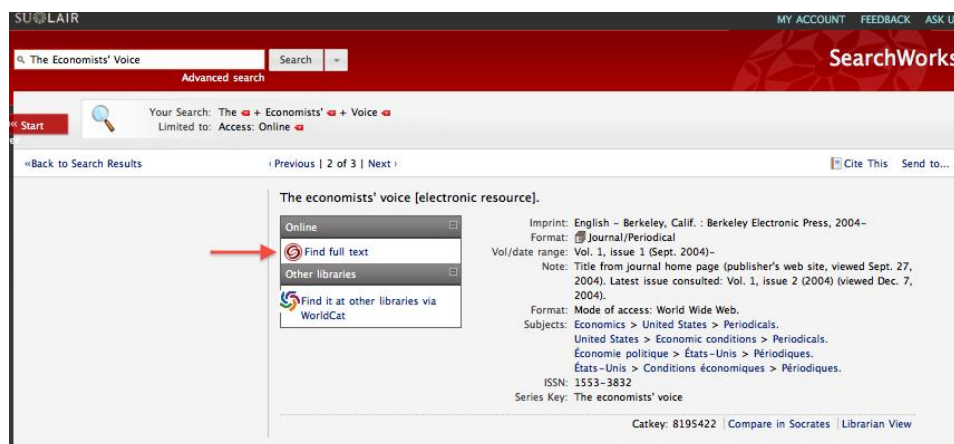 SULAIR
MY ACCOUNT FEEDBACK ASK U
The Economists' Voice
Search
SearchWorks
Advanced search
Your Search: The + Economists' + Voice
« Start
Limited to: Access: Online
er
«Back to Search Results
‹ Previous | 2 of 3 | Next ›
Cite This Send to...
The economists' voice [electronic resource].
Online
Find full text
Other libraries
Find it at other libraries via
WorldCat
Imprint: English – Berkeley, Calif. : Berkeley Electronic Press, 2004–
Format: Journal/Periodical
Vol/date range: Vol. 1, issue 1 (Sept. 2004)–
Note: Title from journal home page (publisher's web site, viewed Sept. 27,
2004). Latest issue consulted: Vol. 1, issue 2 (2004) (viewed Dec. 7,
2004).
Format: Mode of access: World Wide Web.
Subjects: Economics > United States > Periodicals.
United States > Economic conditions > Periodicals.
Économie politique > États-Unis > Périodiques.
États-Unis > Conditions économiques > Périodiques.
ISSN: 1553-3832
Series Key: The economists' voice
Catkey: 8195422 | Compare in Socrates | Librarian View